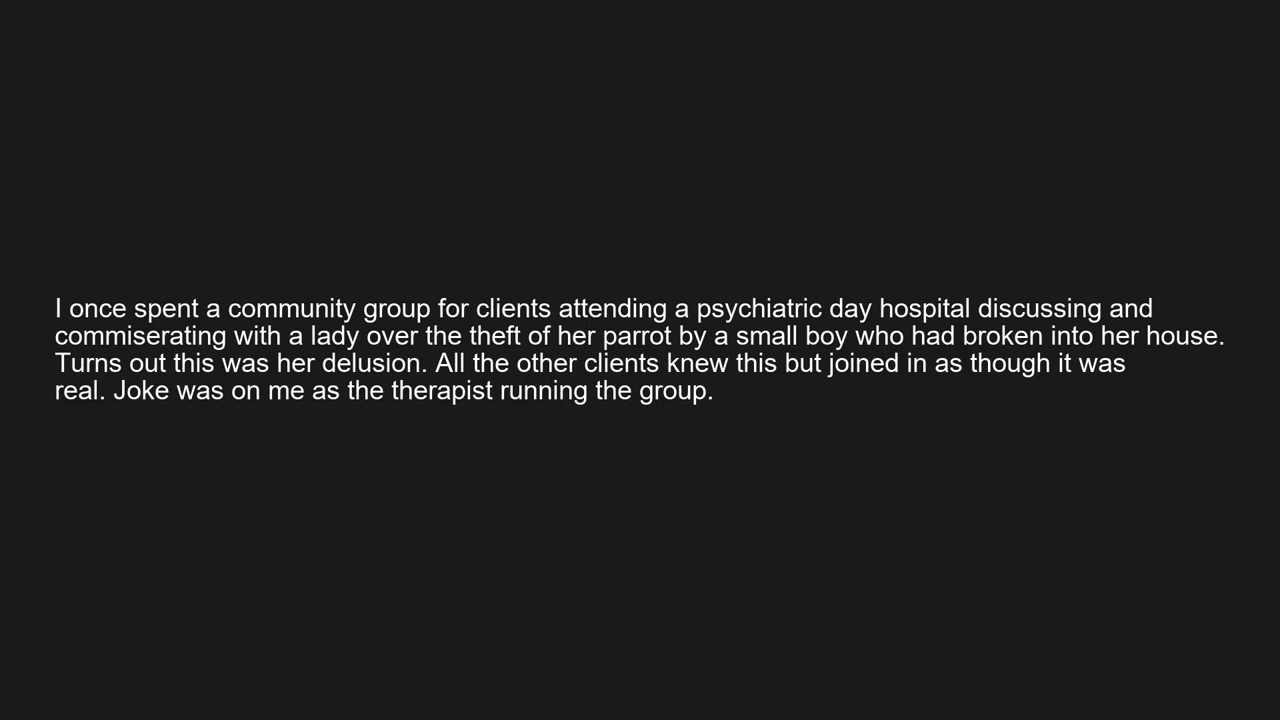 I once spent a community group for clients attending a psychiatric day hospital discussing and
commiserating with a lady over the theft of her parrot by a small boy who had broken into her house.
Turns out this was her delusion. All the other clients knew this but joined in as though it was
real. Joke was on me as the therapist running the group.